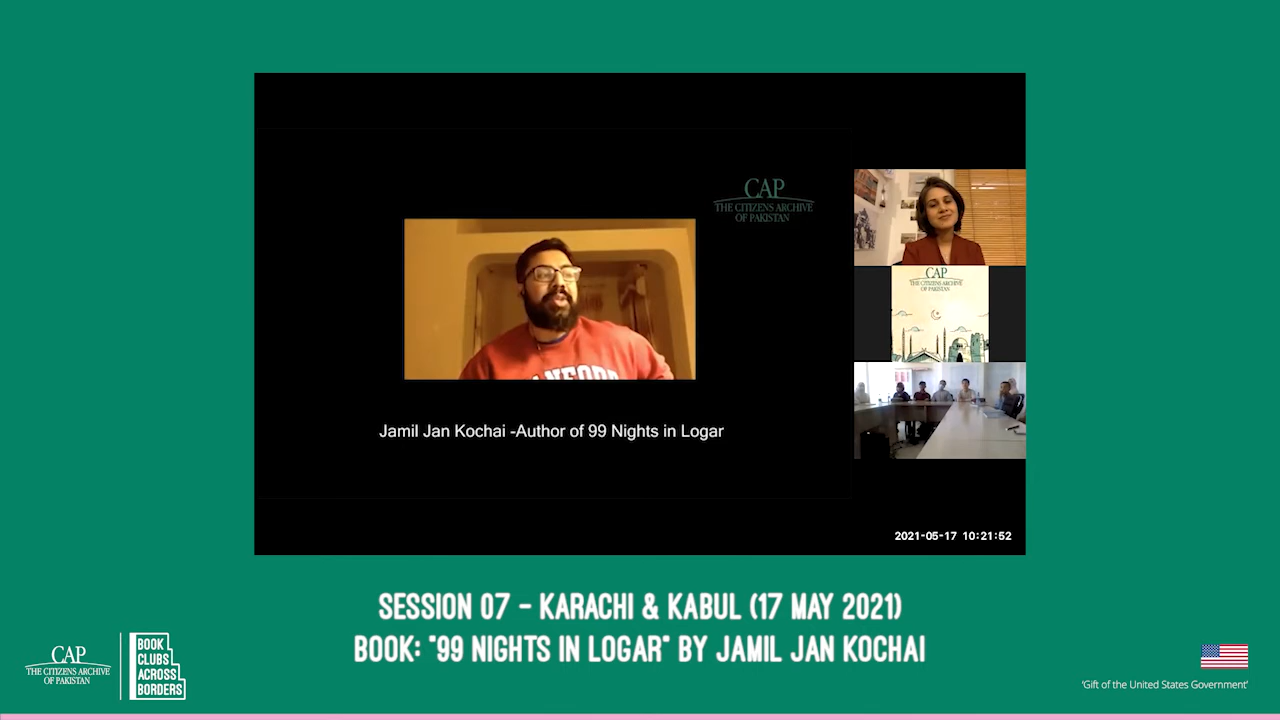 CAP
THE CITIZENS ARCHIVE
OF PAKISTAN
CAP
THE CITIZENS ARCHIVE
OF PAKISTAN
Jamil Jan Kochai -Author of 99 Nights in Logar
2021-05-17 10:21:52
SESSION 07 - KARACHI & KABUL (17 MAY 2021)
BOOK: "99 NIGHTS IN LOGAR" BY JAMIL JAN KOCHAI
CAP
THE CITIZENS ARCHIVE
OF PAKISTAN
BOOK
CLUBS
ACROSS
BORDERS
'Gift of the United States Government'